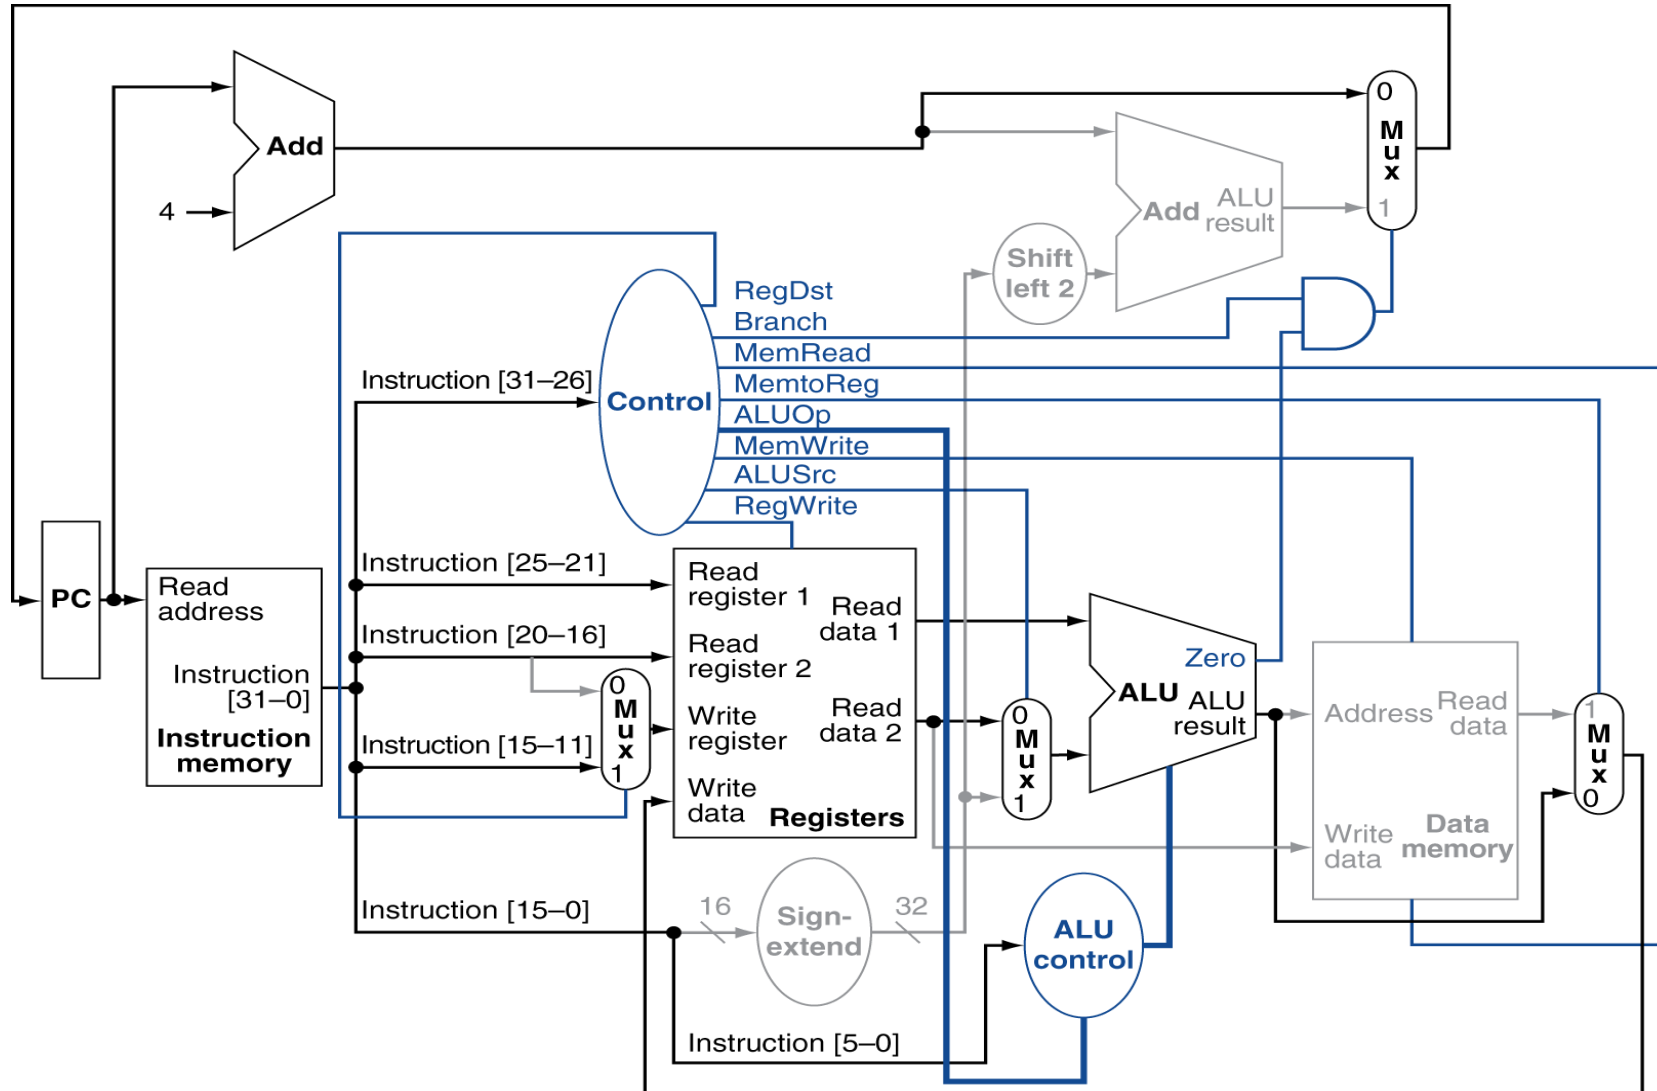 0
M
u
x
1
Add
4
Add
ALU
result
Shift
left 2
RegDst
Branch
MemRead
MemtoReg
ALUOp
MemWrite
ALUSrc
RegWrite
Control
Instruction [31–26]
Instruction [25–21]
Instruction [20–16]
Instruction [15–11]
Instruction [15–0]
Instruction [5–0]
PC
Read
address
Instruction
[31–0]
Instruction
memory
0
M
u
x
1
Read
register 1
Read
register 2
Write
register
Write
data
Read
data 1
Read
data 2
Registers
0
M
u
x
1
Zero
ALU
ALU
result
Address
Read
data
Write
data
Data
memory
1
M
u
x
0
16
Sign-
extend
32
ALU
control